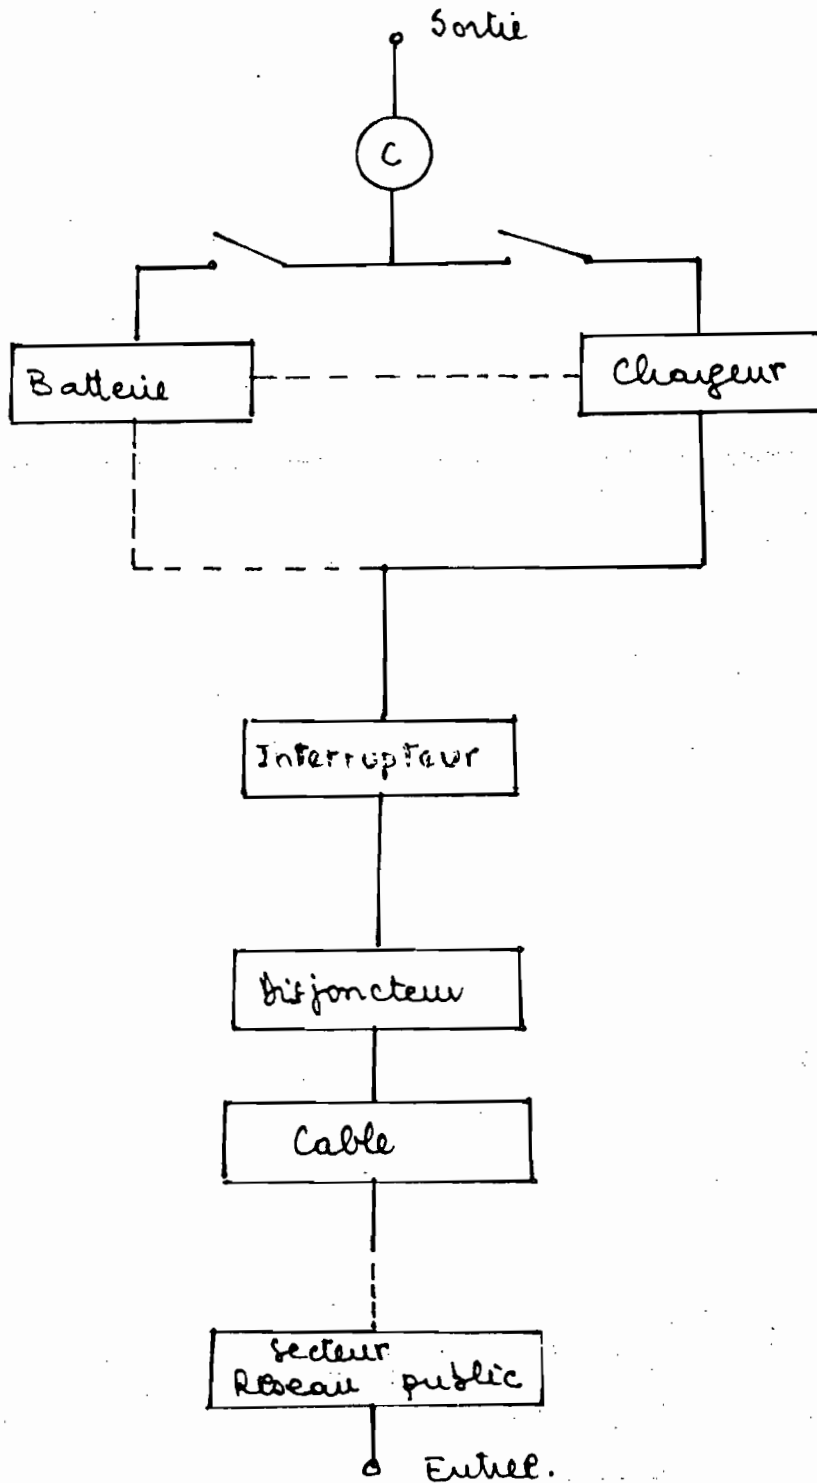 Sortie
C
Batterie
Chargeur
Interrupteur
Disjoncteur
Cable
Secteur
Réseau public
Entrée.